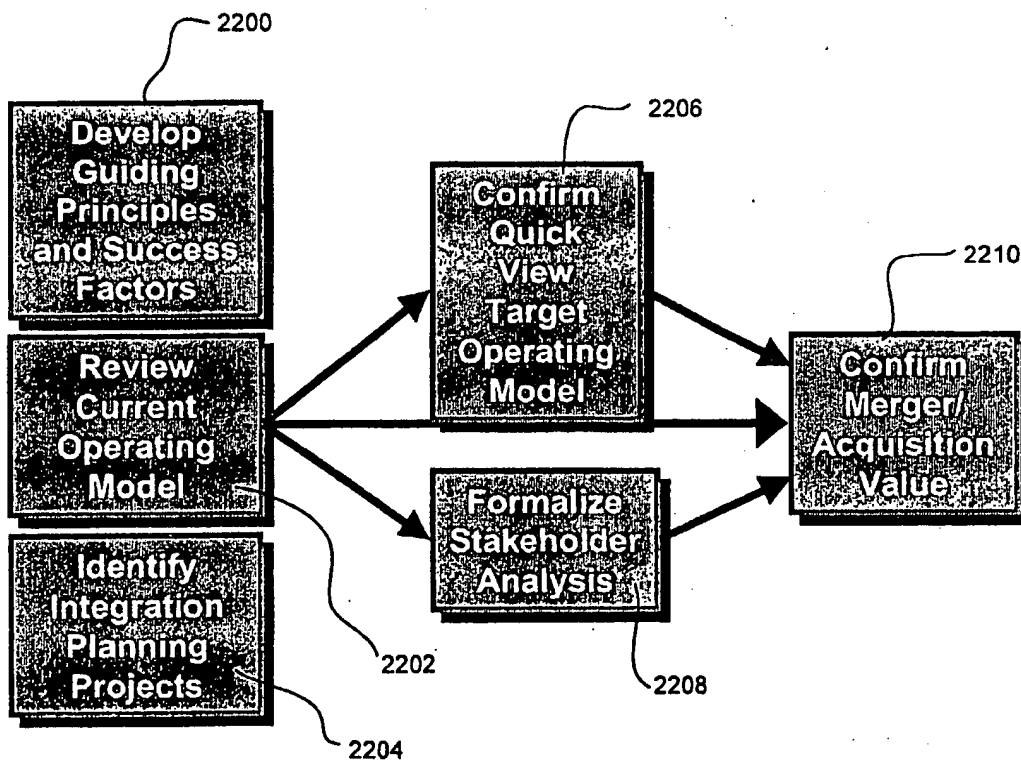 2200
Develop
Guiding
Principles
and Success
Factors
Review
Current
Operating
Model
2202
Identify
Integration
Planning
Projects
2204
2206
Confirm
Quick
View
Target
Operating
Model
Formalize
Stakeholder
Analysis
2208
2210
Confirm
Merger/
Acquisition
Value